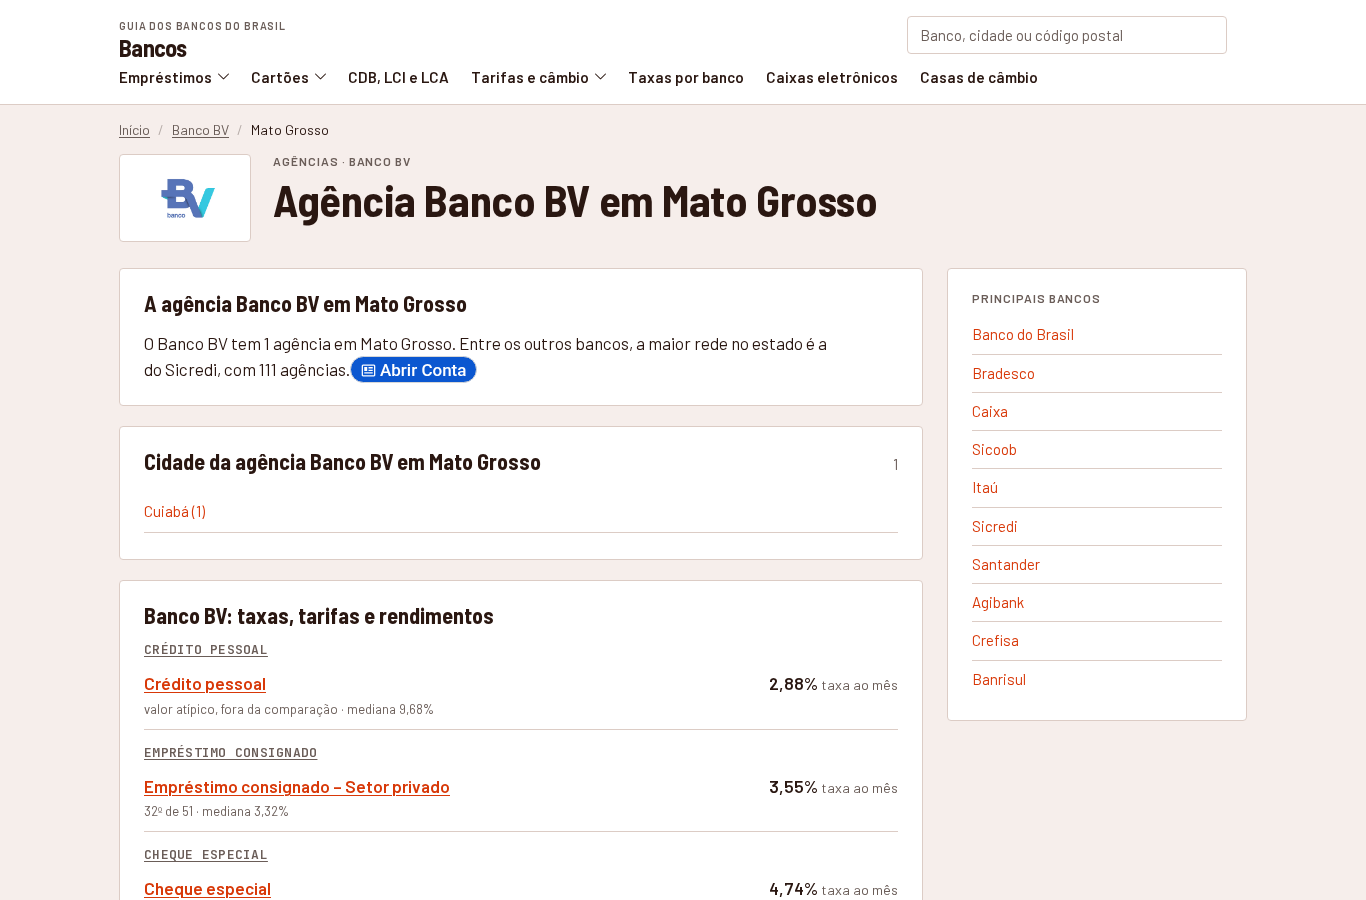 GUIA DOS BANCOS DO BRASIL
Bancos
Banco, cidade ou código postal
Empréstimos
Cartões
CDB, LCI e LCA
Tarifas e câmbio
Taxas por banco
Caixas eletrônicos
Casas de câmbio
Início / Banco BV / Mato Grosso
BV
banco
AGÊNCIAS · BANCO BV
Agência Banco BV em Mato Grosso
A agência Banco BV em Mato Grosso
O Banco BV tem 1 agência em Mato Grosso. Entre os outros bancos, a maior rede no estado é a
do Sicredi, com 111 agências. Abrir Conta
Cidade da agência Banco BV em Mato Grosso
1
Cuiabá (1)
Banco BV: taxas, tarifas e rendimentos
CRÉDITO PESSOAL
Crédito pessoal
2,88% taxa ao mês
valor atípico, fora da comparação · mediana 9,68%
EMPRÉSTIMO CONSIGNADO
Empréstimo consignado – Setor privado
3,55% taxa ao mês
32º de 51 · mediana 3,32%
CHEQUE ESPECIAL
Cheque especial
4,74% taxa ao mês
PRINCIPAIS BANCOS
Banco do Brasil
Bradesco
Caixa
Sicoob
Itaú
Sicredi
Santander
Agibank
Crefisa
Banrisul